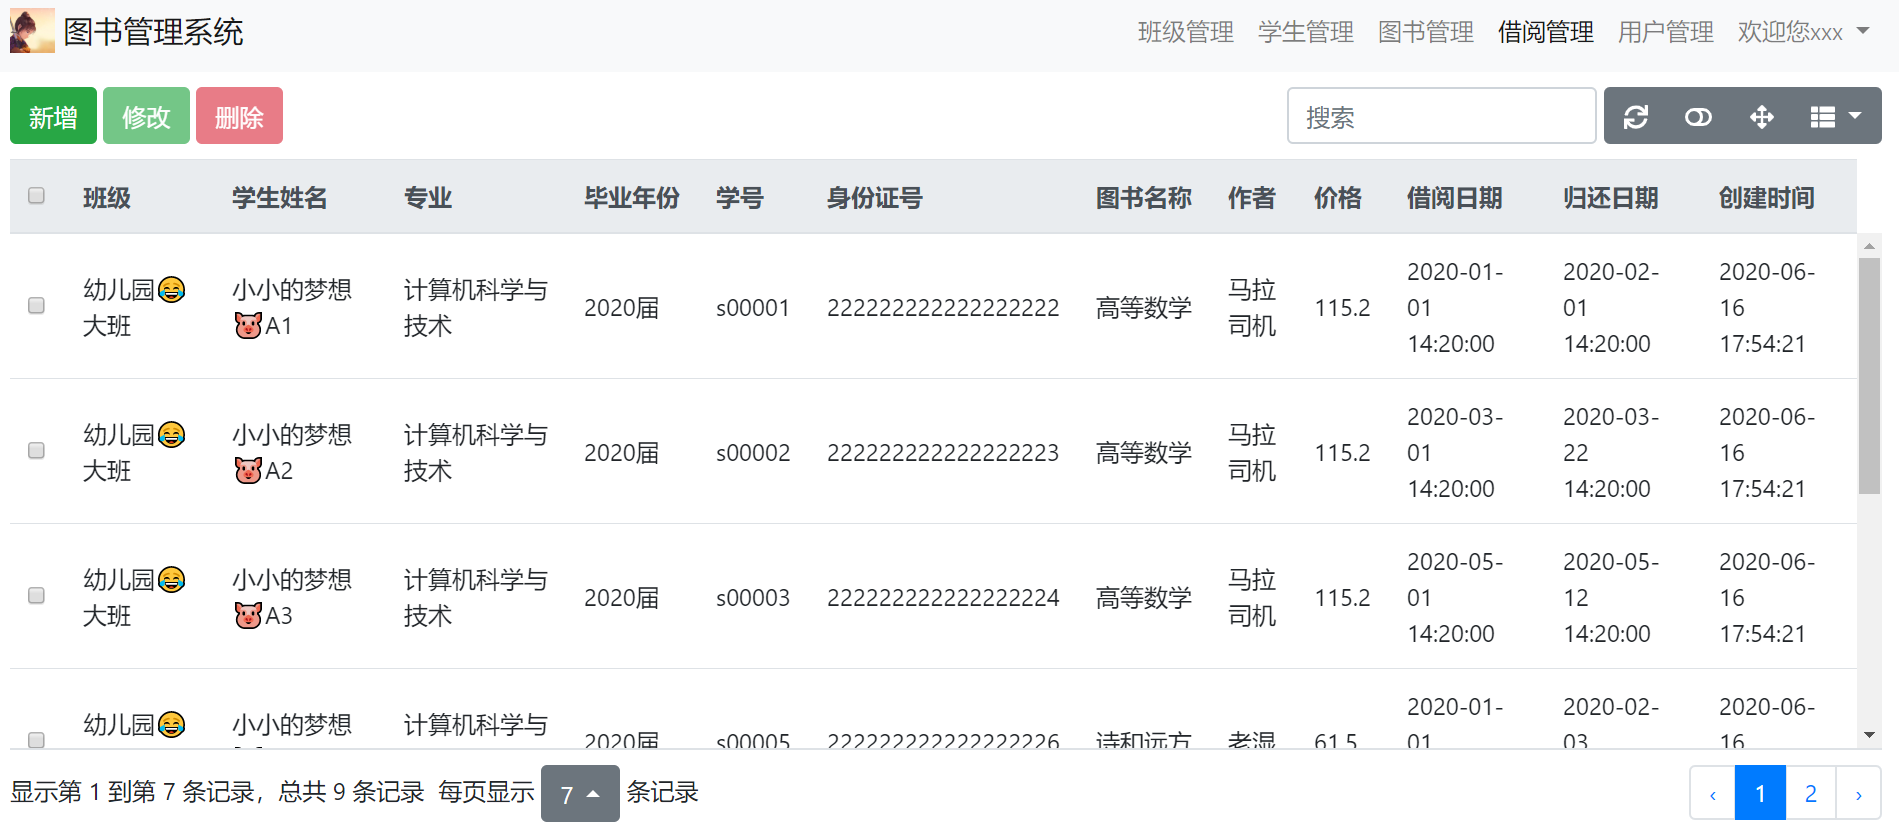 图书管理系统 班级管理 学生管理 图书管理 借阅管理 用户管理 欢迎您xxx
新增 修改 删除 搜索
班级 学生姓名 专业 毕业年份 学号 身份证号 图书名称 作者 价格 借阅日期 归还日期 创建时间
幼儿园😂大班 小小的梦想🐷A1 计算机科学与技术 2020届 s00001 222222222222222222 高等数学 马拉司机 115.2 2020-01-01 14:20:00 2020-02-01 14:20:00 2020-06-16 17:54:21
幼儿园😂大班 小小的梦想🐷A2 计算机科学与技术 2020届 s00002 222222222222222223 高等数学 马拉司机 115.2 2020-03-01 14:20:00 2020-03-22 14:20:00 2020-06-16 17:54:21
幼儿园😂大班 小小的梦想🐷A3 计算机科学与技术 2020届 s00003 222222222222222224 高等数学 马拉司机 115.2 2020-05-01 14:20:00 2020-05-12 14:20:00 2020-06-16 17:54:21
幼儿园😂 小小的梦想 计算机科学与 2020届 s00005 222222222222222226 诗和远方 老湿 61.5 2020-01-01 2020-02-03 2020-06-16
显示第 1 到第 7 条记录，总共 9 条记录 每页显示 7 条记录 ‹ 1 2 ›